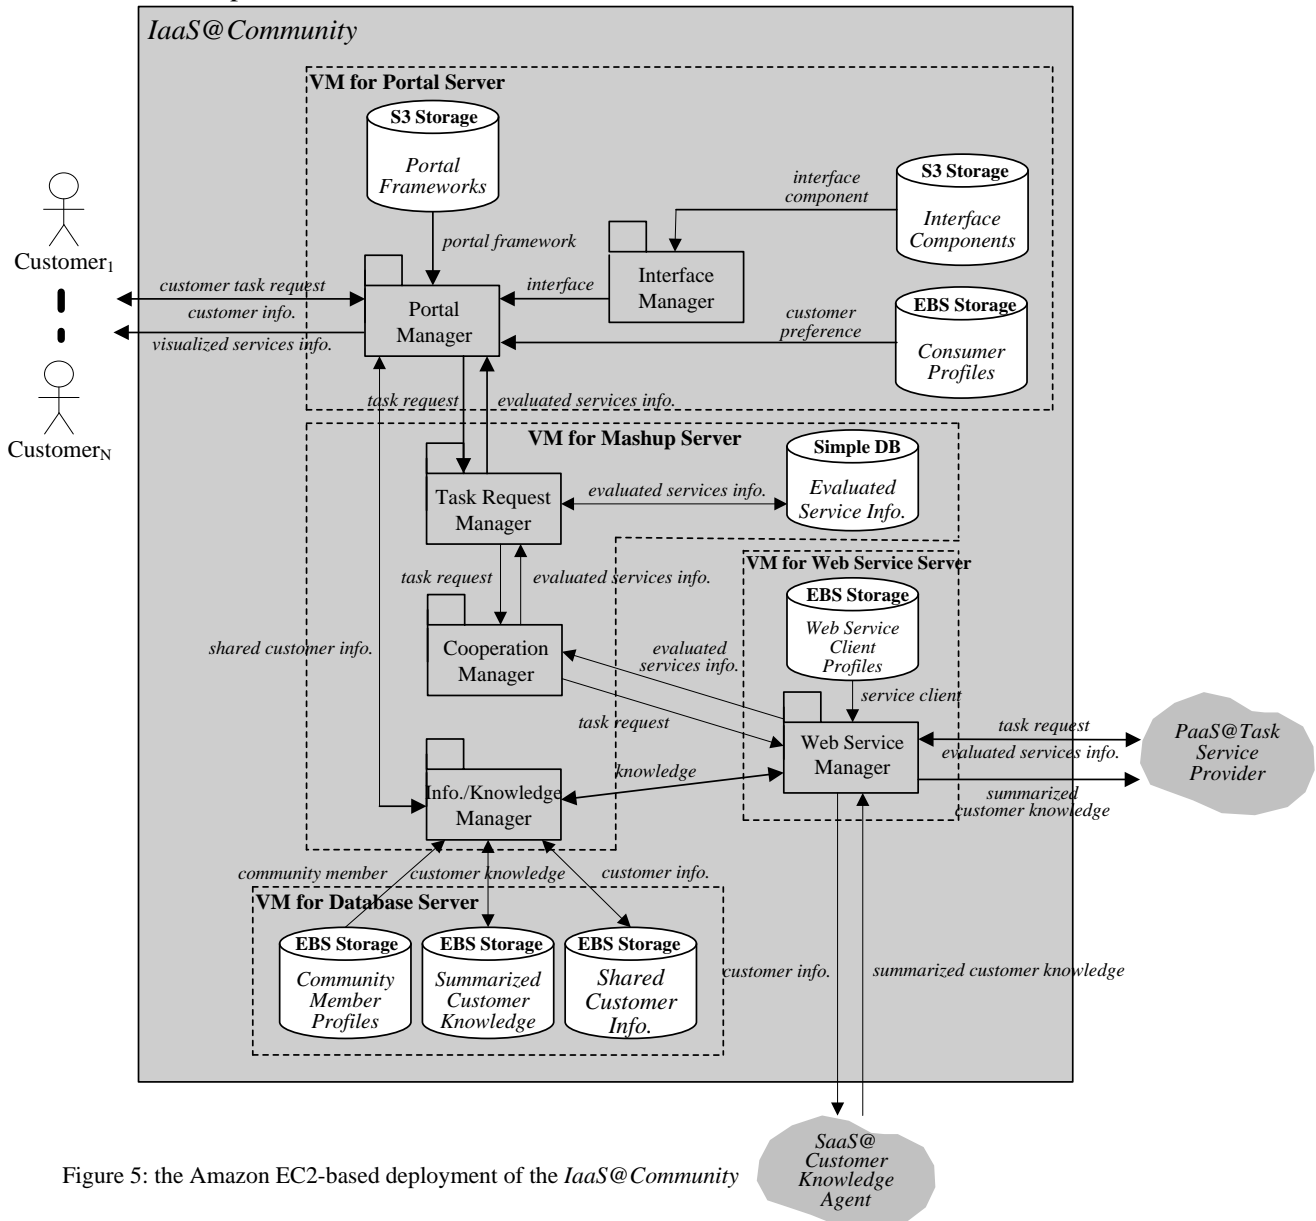 IaaS@Community
VM for Portal Server
S3 Storage
Portal
Frameworks
S3 Storage
Interface
Components
interface
component
portal framework
Customer1
Interface
Manager
customer task request
customer info.
visualized services info.
Portal
Manager
interface
customer
preference
EBS Storage
Consumer
Profiles
CustomerN
task request
evaluated services info.
VM for Mashup Server
Simple DB
Evaluated
Service Info.
Task Request
Manager
evaluated services info.
task request
evaluated services info.
VM for Web Service Server
EBS Storage
Web Service
Client
Profiles
shared customer info.
Cooperation
Manager
evaluated
services info.
service client
task request
Web Service
Manager
task request
evaluated services info.
summarized
customer knowledge
PaaS@Task
Service
Provider
knowledge
Info./Knowledge
Manager
community member
customer knowledge
customer info.
VM for Database Server
EBS Storage
Community
Member
Profiles
EBS Storage
Summarized
Customer
Knowledge
EBS Storage
Shared
Customer
Info.
customer info.
summarized customer knowledge
SaaS@
Customer
Knowledge
Agent
Figure 5: the Amazon EC2-based deployment of the IaaS@Community